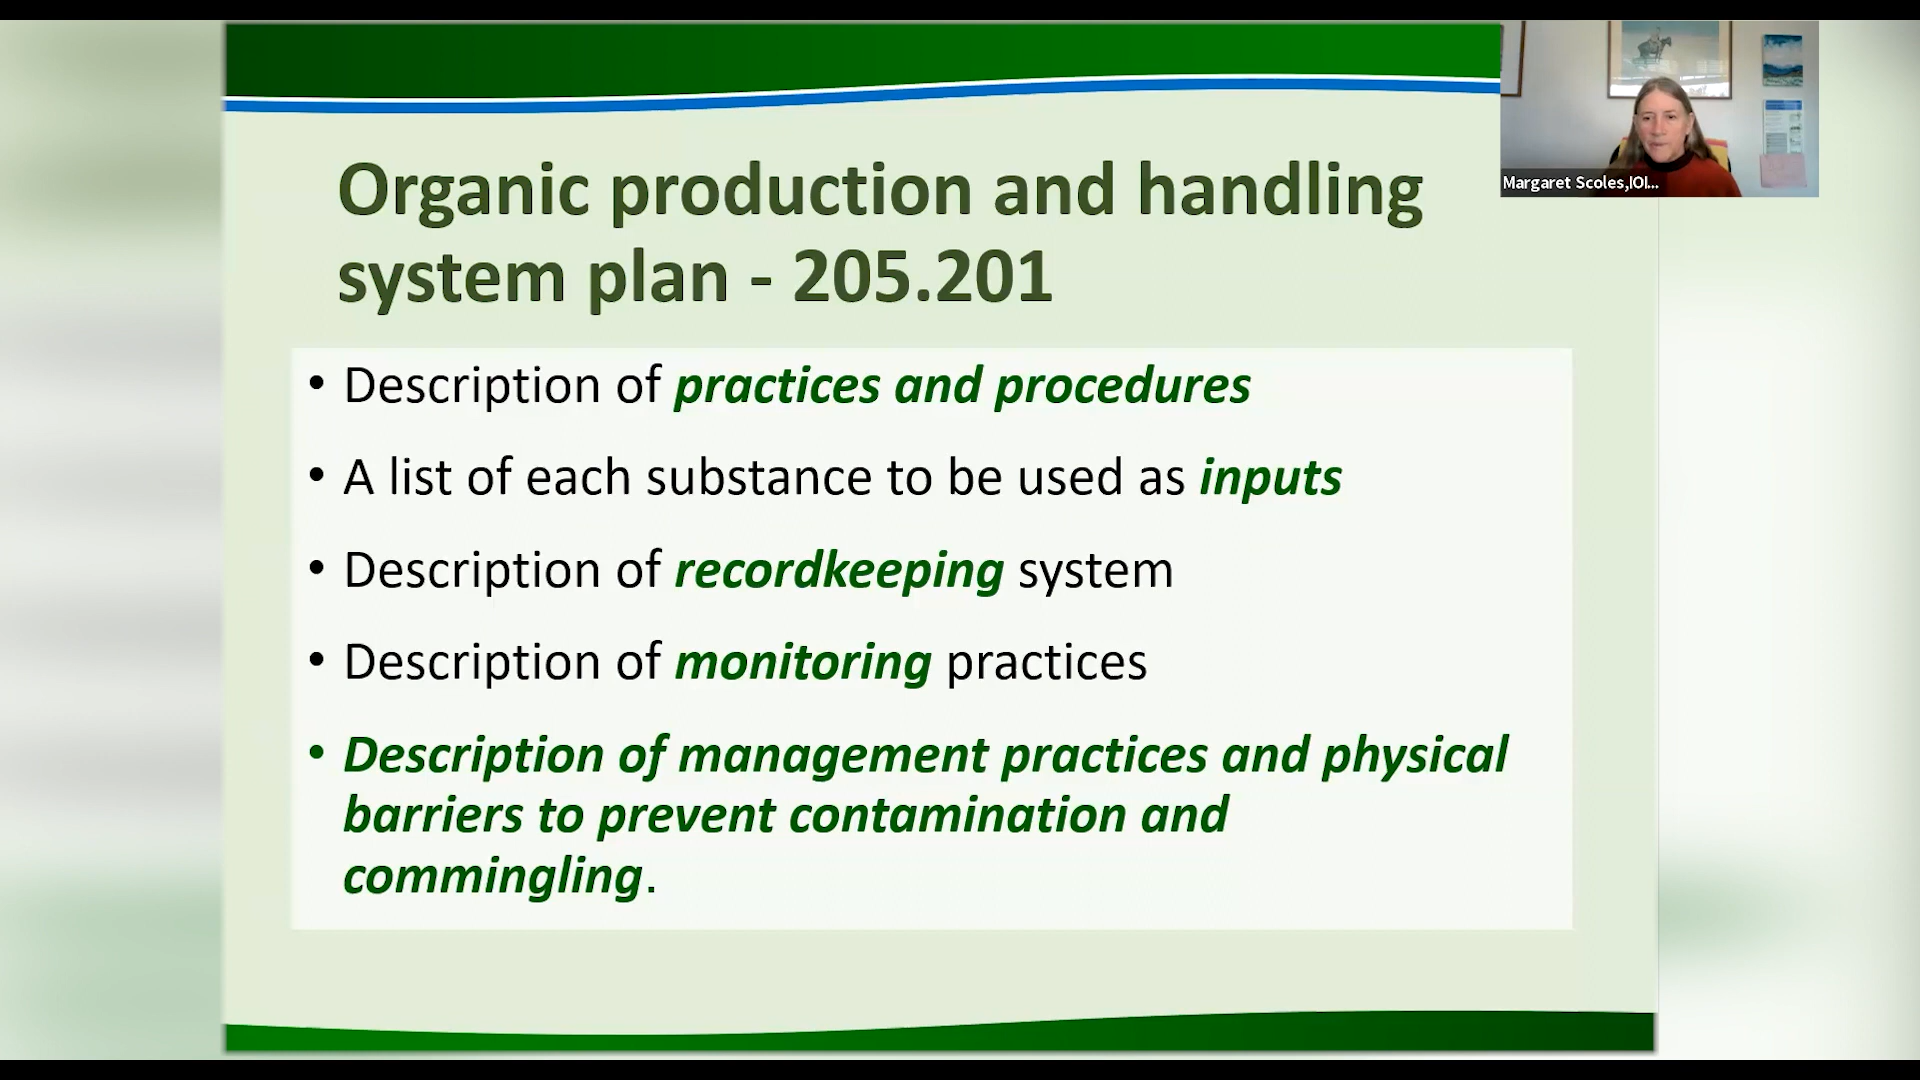 Margaret Scoles,IOI...
Organic production and handling
system plan - 205.201
• Description of practices and procedures
• A list of each substance to be used as inputs
• Description of recordkeeping system
• Description of monitoring practices
• Description of management practices and physical
barriers to prevent contamination and
commingling.